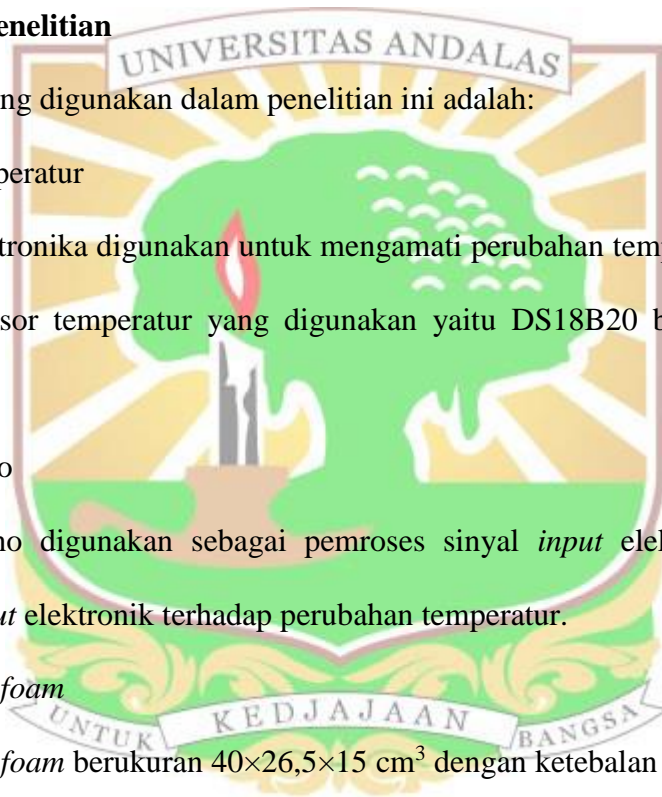 enelitian
UNIVERSITAS ANDALAS
ng digunakan dalam penelitian ini adalah:
peratur
tronika digunakan untuk mengamati perubahan temp
sor temperatur yang digunakan yaitu DS18B20 b
o
no digunakan sebagai pemroses sinyal input elek
ut elektronik terhadap perubahan temperatur.
foam
UNTUK KEDJAJAAN BANGSA
foam berukuran 40×26,5×15 cm³ dengan ketebalan